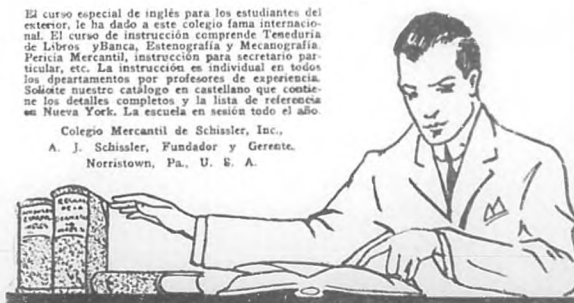 El curso especial de inglés para los estudiantes del
exterior, le ha dado a este colegio fama internacio-
nal. El curso de instrucción comprende Teneduría
de Libros yBanca, Estenografía y Mecanografía.
Pericia Mercantil, instrucción para secretario par-
ticular, etc. La instrucción es individual en todos
los dpeartamentos por profesores de experiencia.
Solicite nuestro catálogo en castellano que contie-
ne los detalles completos y la lista de referencia
en Nueva York. La escuela en sesión todo el año.
Colegio Mercantil de Schissler, Inc.,
A. J. Schissler, Fundador y Gerente.
Norristown, Pa., U. S. A.